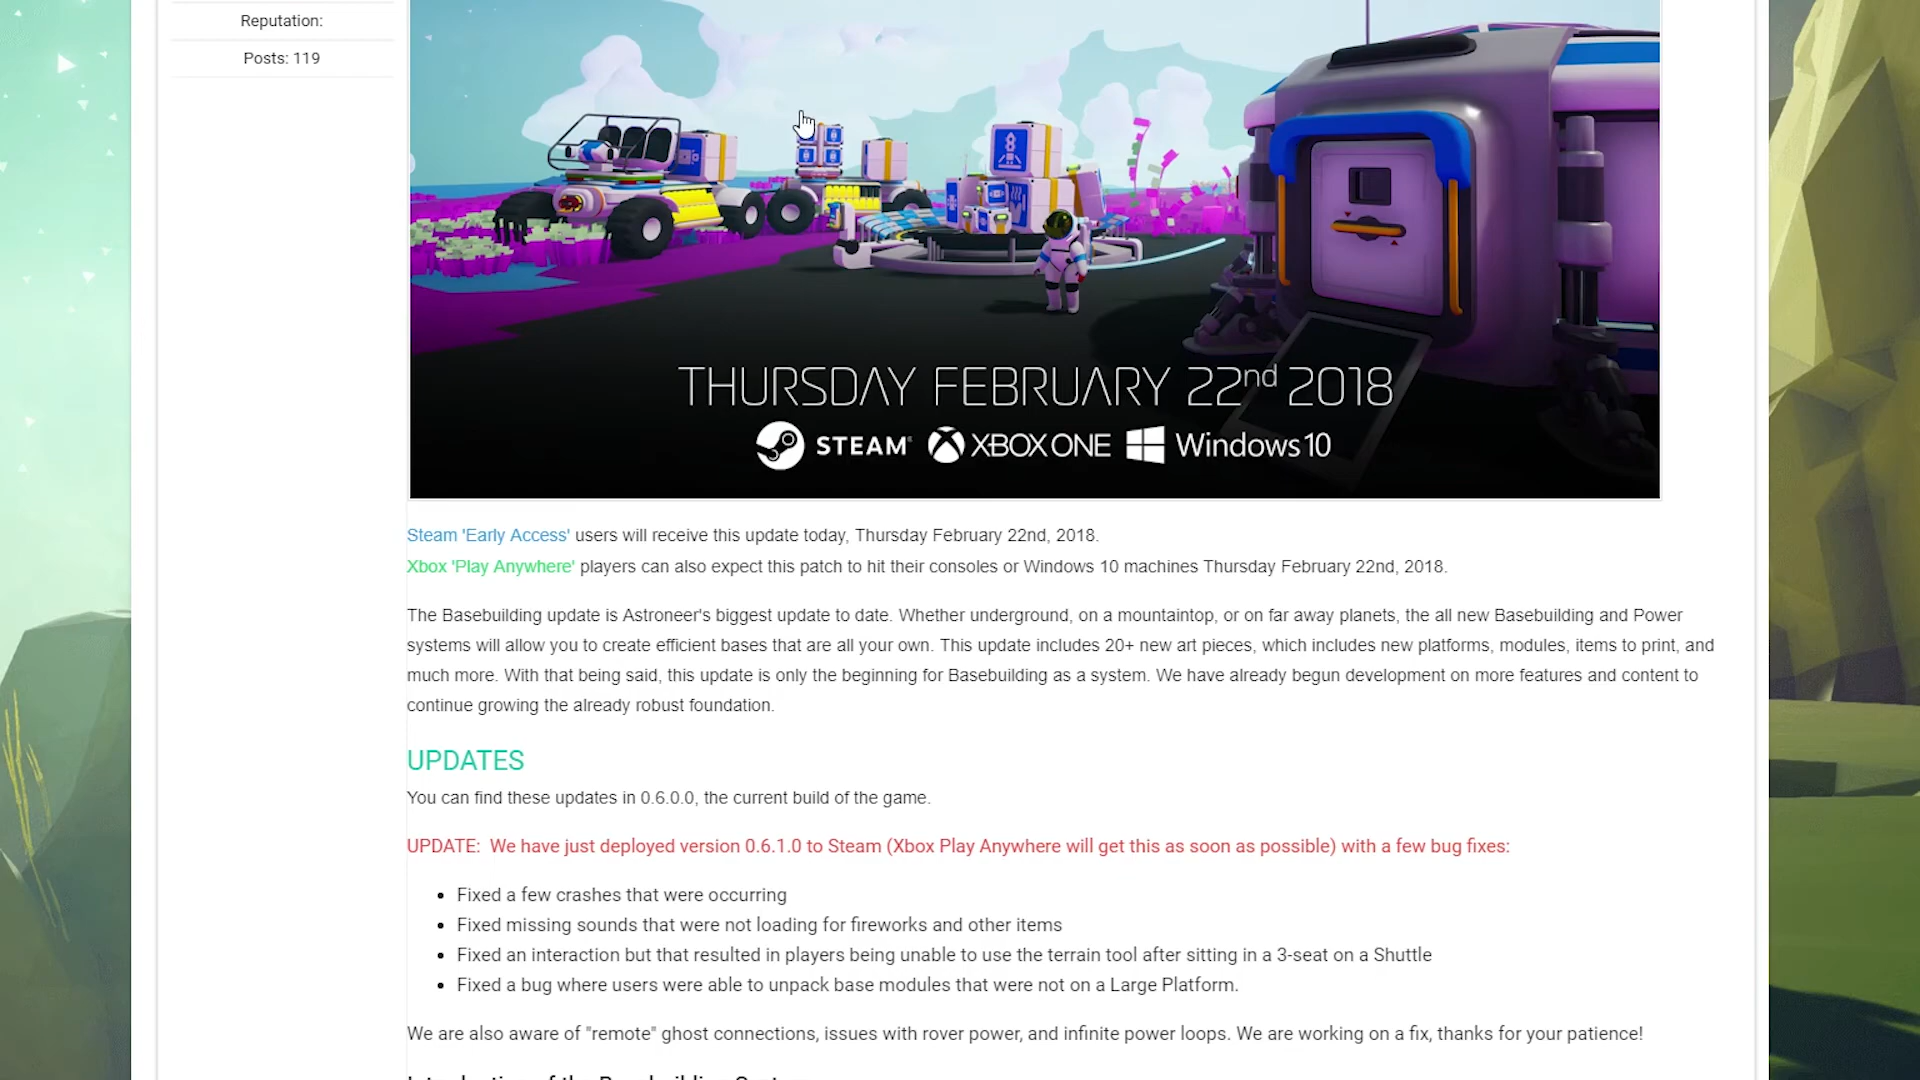 Reputation:
Posts: 119
THURSDAY FEBRUARY 22nd 2018
STEAM XBOX ONE Windows 10
Steam 'Early Access' users will receive this update today, Thursday February 22nd, 2018.
Xbox 'Play Anywhere' players can also expect this patch to hit their consoles or Windows 10 machines Thursday February 22nd, 2018.
The Basebuilding update is Astroneer's biggest update to date. Whether underground, on a mountaintop, or on far away planets, the all new Basebuilding and Power
systems will allow you to create efficient bases that are all your own. This update includes 20+ new art pieces, which includes new platforms, modules, items to print, and
much more. With that being said, this update is only the beginning for Basebuilding as a system. We have already begun development on more features and content to
continue growing the already robust foundation.
UPDATES
You can find these updates in 0.6.0.0, the current build of the game.
UPDATE: We have just deployed version 0.6.1.0 to Steam (Xbox Play Anywhere will get this as soon as possible) with a few bug fixes:
• Fixed a few crashes that were occurring
• Fixed missing sounds that were not loading for fireworks and other items
• Fixed an interaction but that resulted in players being unable to use the terrain tool after sitting in a 3-seat on a Shuttle
• Fixed a bug where users were able to unpack base modules that were not on a Large Platform.
We are also aware of "remote" ghost connections, issues with rover power, and infinite power loops. We are working on a fix, thanks for your patience!